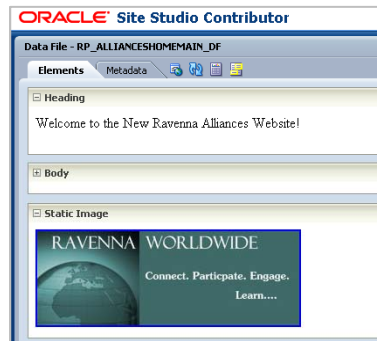 ORACLE Site Studio Contributor
Data File - RP_ALLIANCESHOMEMAIN_DF
Elements Metadata
Heading
Welcome to the New Ravenna Alliances Website!
Body
Static Image
RAVENNA WORLDWIDE
Connect. Particpate. Engage.
Learn....